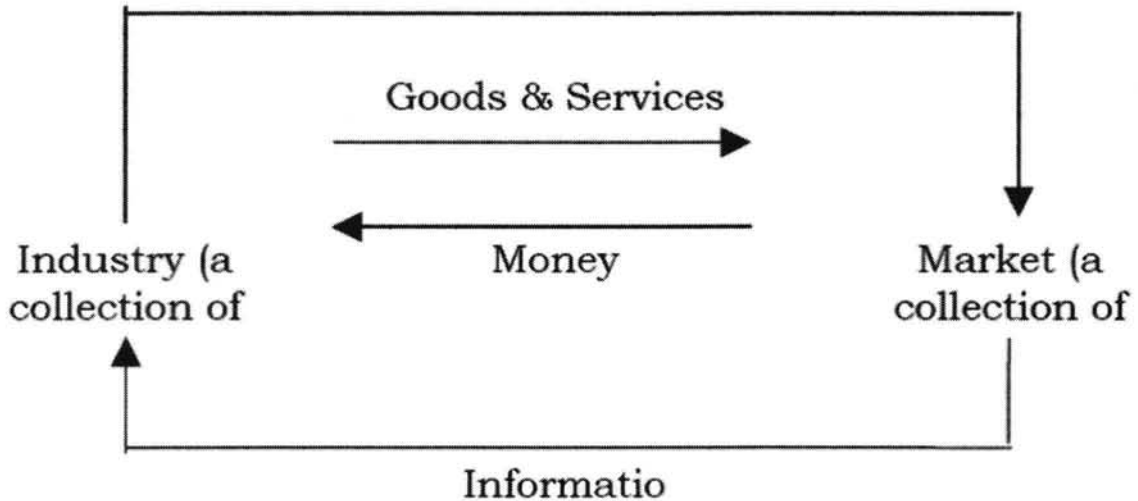 Goods & Services
Money
Industry (a
collection of
Market (a
collection of
Informatio